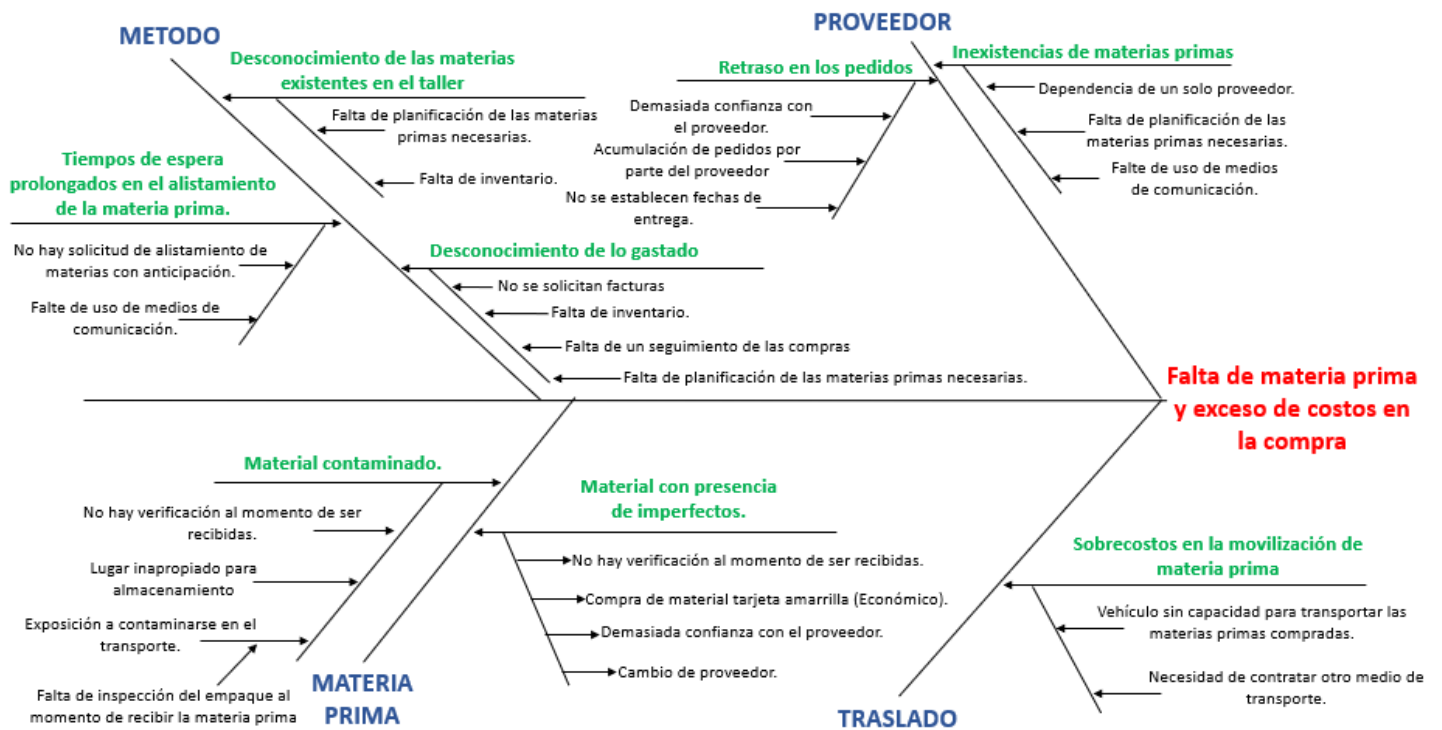 METODO
Desconocimiento de las materias
existentes en el taller
Falta de planificación de las materias
primas necesarias.
Falta de inventario.
Tiempos de espera
prolongados en el alistamiento
de la materia prima.
No hay solicitud de alistamiento de
materias con anticipación.
Falte de uso de medios de
comunicación.
Desconocimiento de lo gastado
No se solicitan facturas
Falta de inventario.
Falta de un seguimiento de las compras
Falta de planificación de las materias primas necesarias.
PROVEEDOR
Retraso en los pedidos
Demasiada confianza con
el proveedor.
Acumulación de pedidos por
parte del proveedor
No se establecen fechas de
entrega.
Inexistencias de materias primas
Dependencia de un solo proveedor.
Falta de planificación de las
materias primas necesarias.
Falte de uso de medios
de comunicación.
Falta de materia prima
y exceso de costos en
la compra
Material contaminado.
No hay verificación al momento de ser
recibidas.
Lugar inapropiado para
almacenamiento
Exposición a contaminarse en el
transporte.
Falta de inspección del empaque al
momento de recibir la materia prima
MATERIA
PRIMA
Material con presencia
de imperfectos.
No hay verificación al momento de ser recibidas.
Compra de material tarjeta amarrilla (Económico).
Demasiada confianza con el proveedor.
Cambio de proveedor.
TRASLADO
Sobrecostos en la movilización de
materia prima
Vehículo sin capacidad para transportar las
materias primas compradas.
Necesidad de contratar otro medio de
transporte.